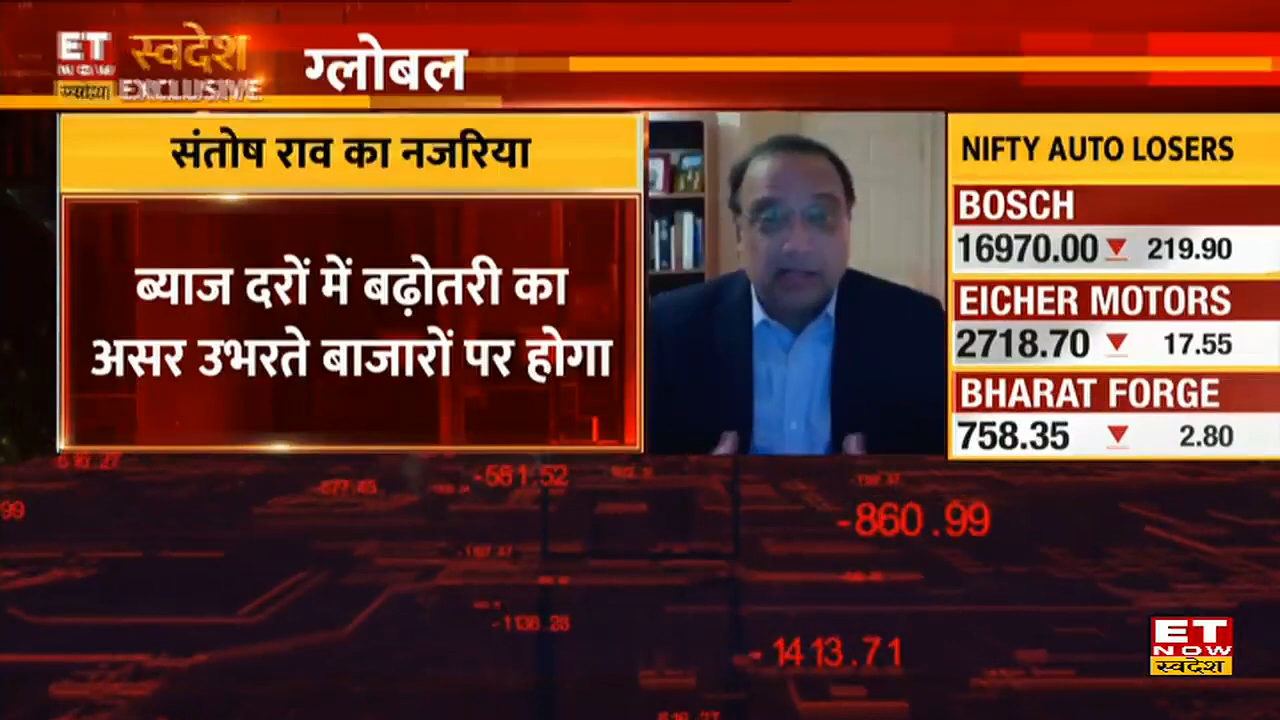 ET
NOW
स्वदेश
स्वदेश
EXCLUSIVE
ग्लोबल
संतोष राव का नजरिया
ब्याज दरों में बढ़ोतरी का
असर उभरते बाजारों पर होगा
NIFTY AUTO LOSERS
BOSCH
16970.00 ▼ 219.90
EICHER MOTORS
2718.70 ▼ 17.55
BHARAT FORGE
758.35 ▼ 2.80
-561.52
-860.99
-1136.28
-1413.71
ET
NOW
स्वदेश